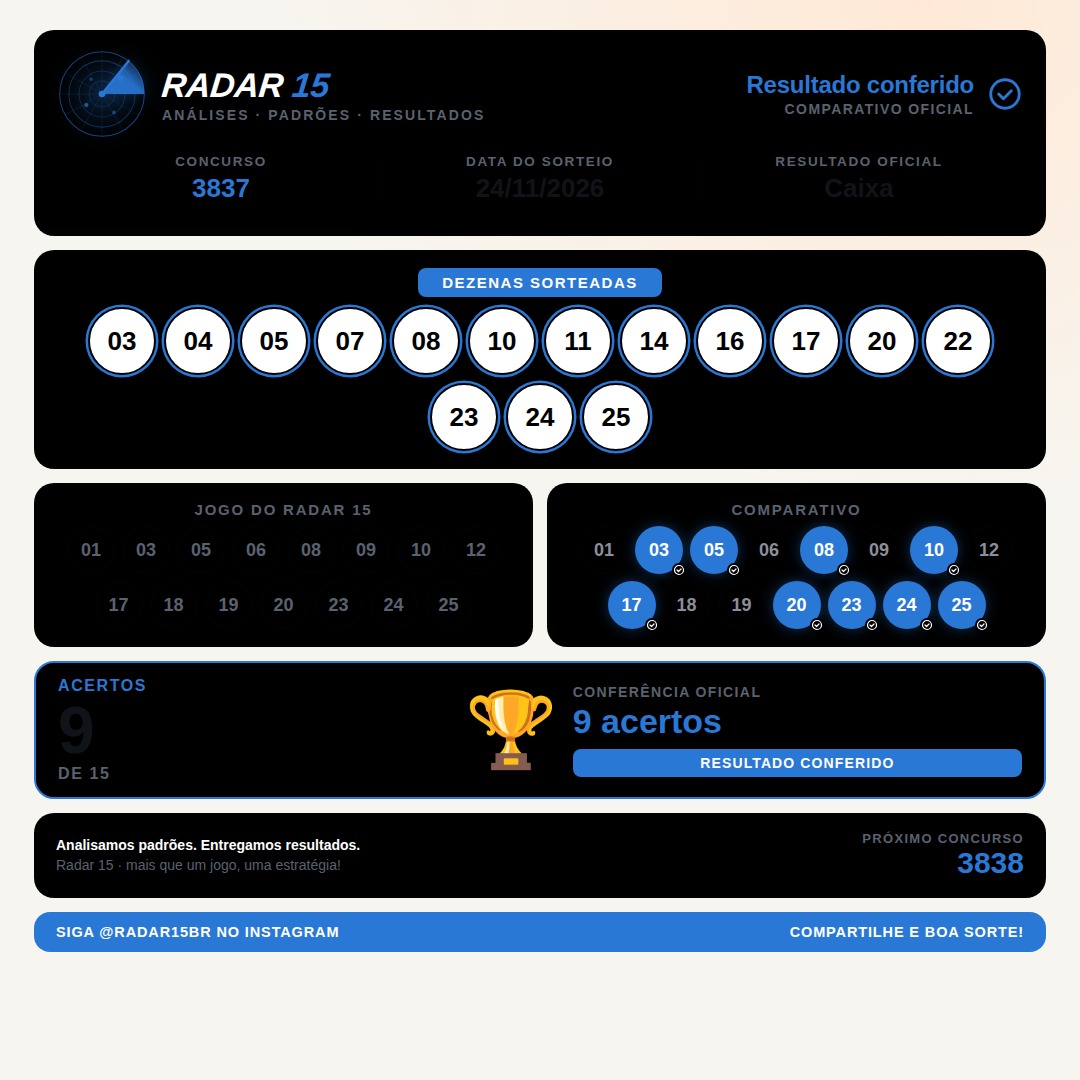 RADAR 15
ANÁLISES · PADRÕES · RESULTADOS
Resultado conferido
COMPARATIVO OFICIAL
CONCURSO
3837
DATA DO SORTEIO
24/11/2026
RESULTADO OFICIAL
Caixa
DEZENAS SORTEADAS
03 04 05 07 08 10 11 14 16 17 20 22
23 24 25
JOGO DO RADAR 15
01 03 05 06 08 09 10 12
17 18 19 20 23 24 25
COMPARATIVO
01 03 05 06 08 09 10 12
17 18 19 20 23 24 25
ACERTOS
9
DE 15
CONFERÊNCIA OFICIAL
9 acertos
RESULTADO CONFERIDO
Analisamos padrões. Entregamos resultados.
Radar 15 · mais que um jogo, uma estratégia!
PRÓXIMO CONCURSO
3838
SIGA @RADAR15BR NO INSTAGRAM
COMPARTILHE E BOA SORTE!